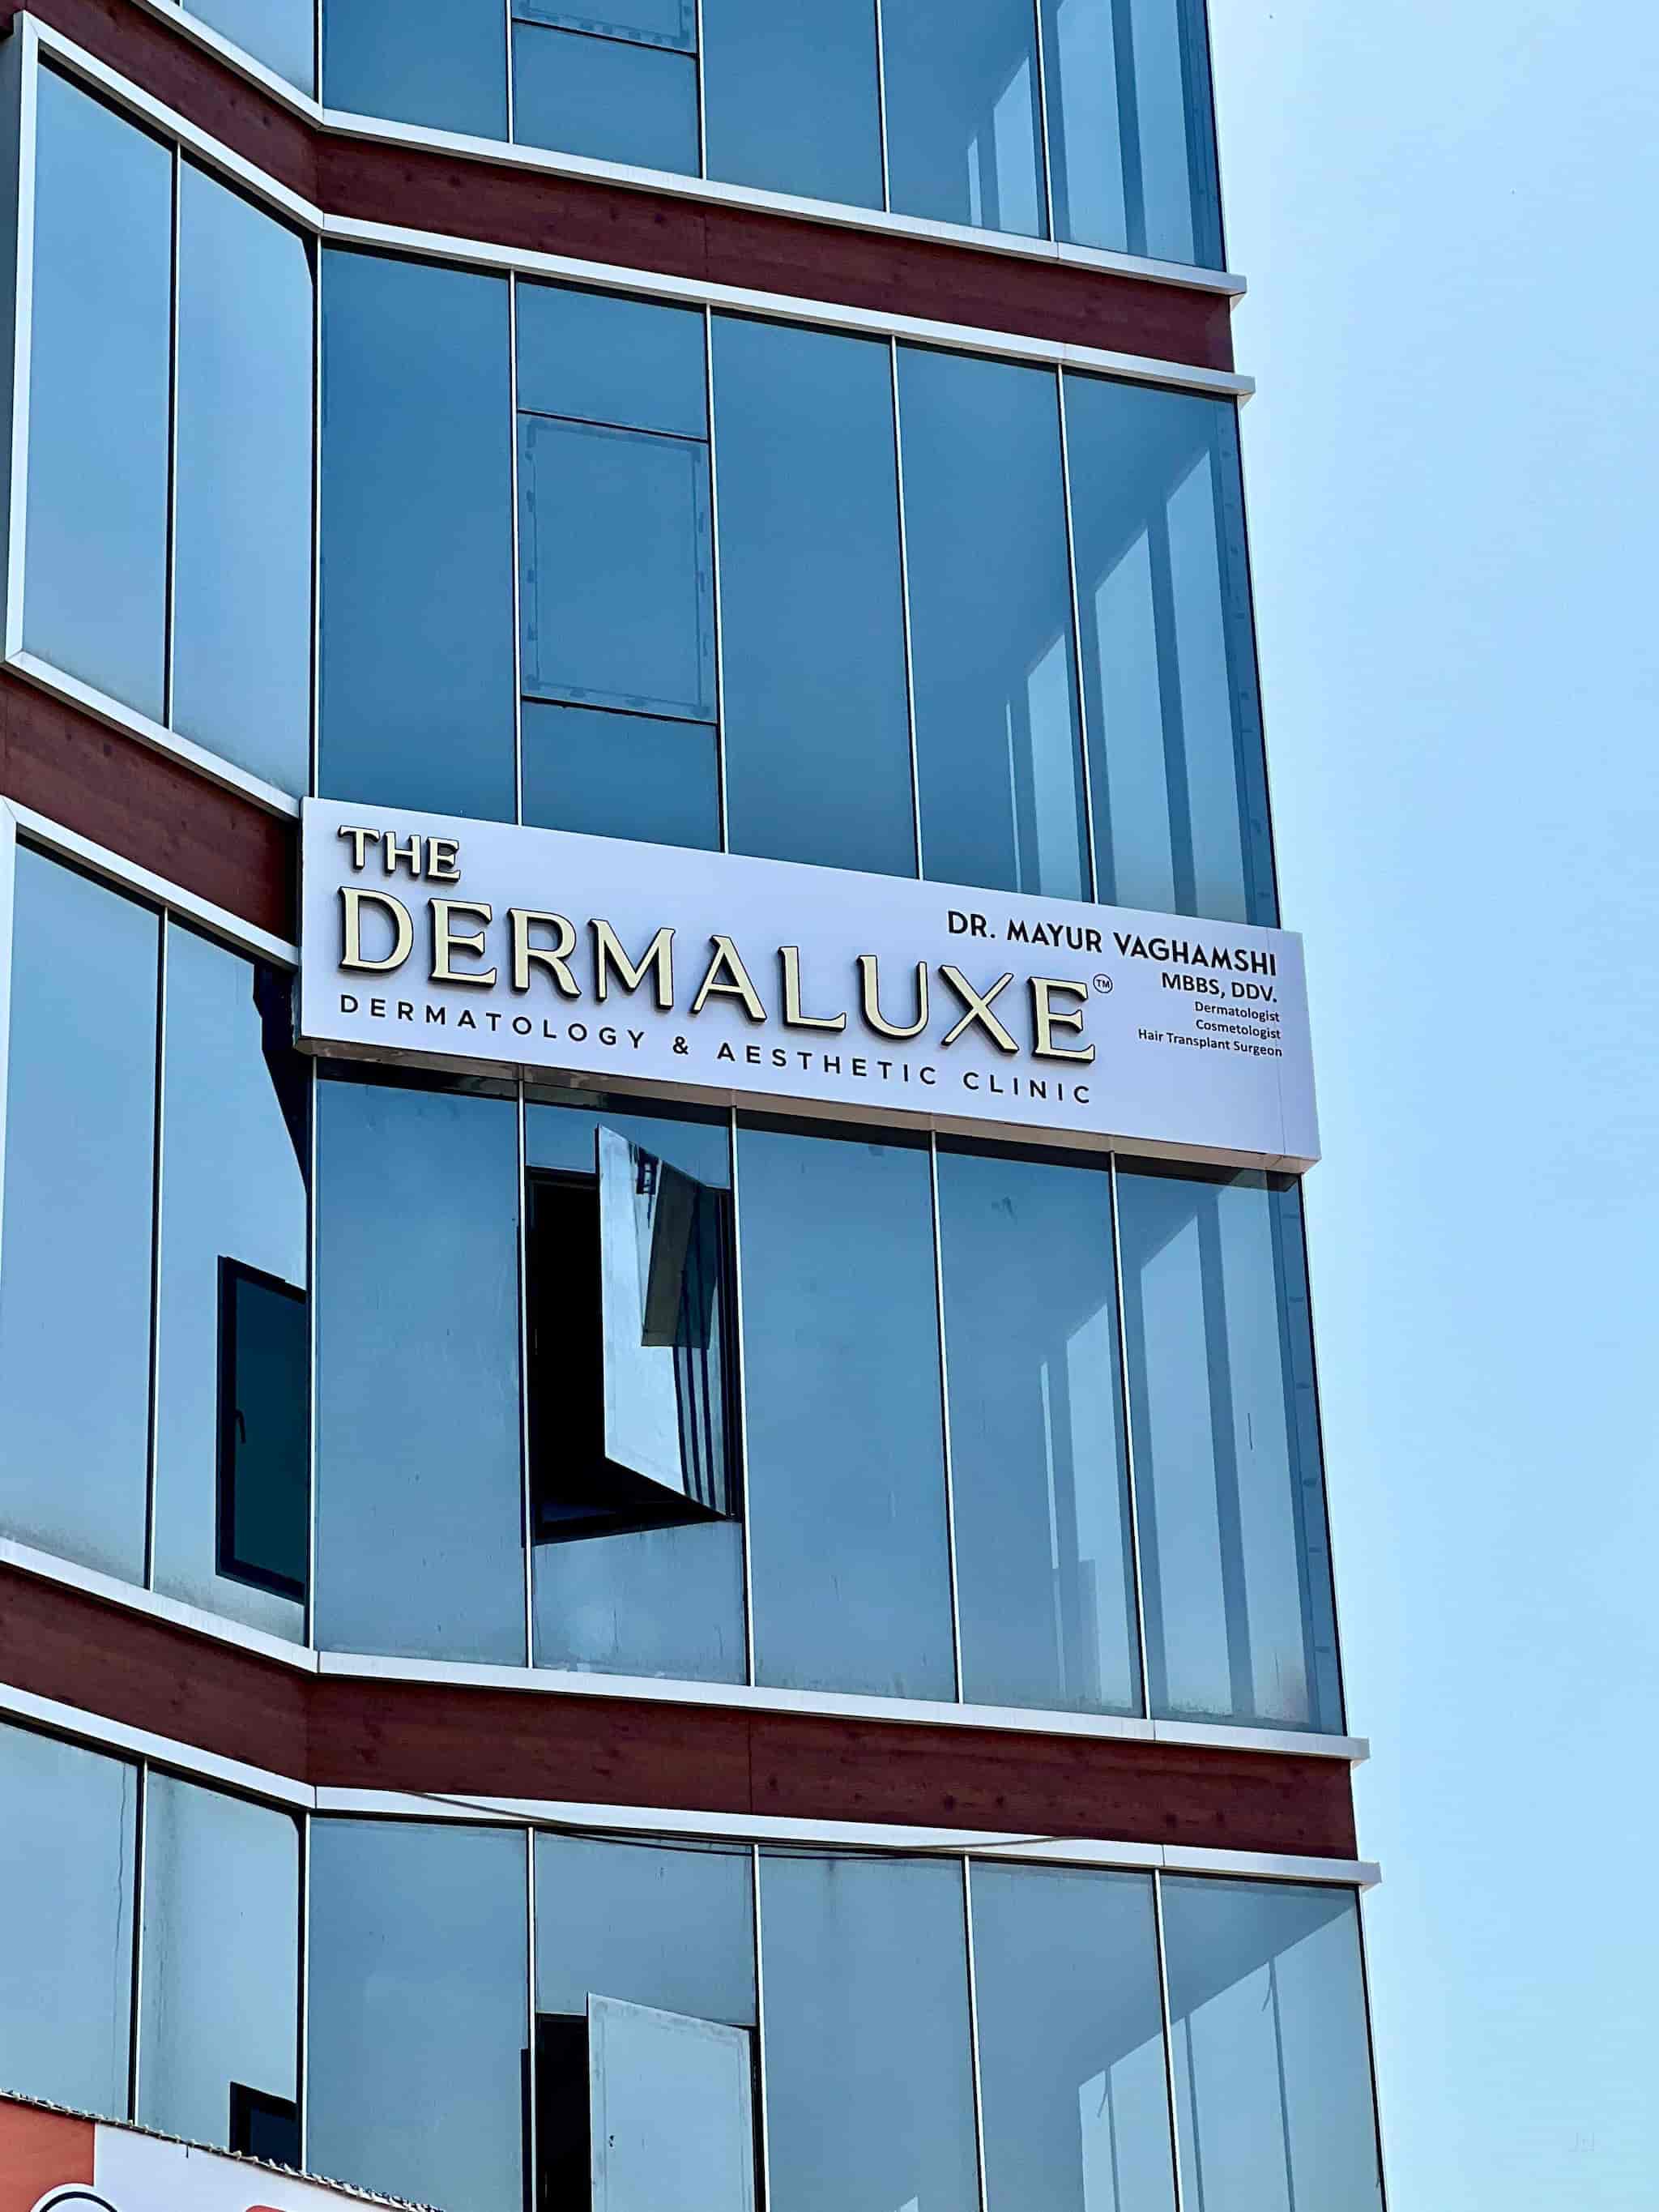 THE
DERMALUXE™
DERMATOLOGY & AESTHETIC CLINIC
DR. MAYUR VAGHAMSHI
MBBS, DDV.
Dermatologist
Cosmetologist
Hair Transplant Surgeon